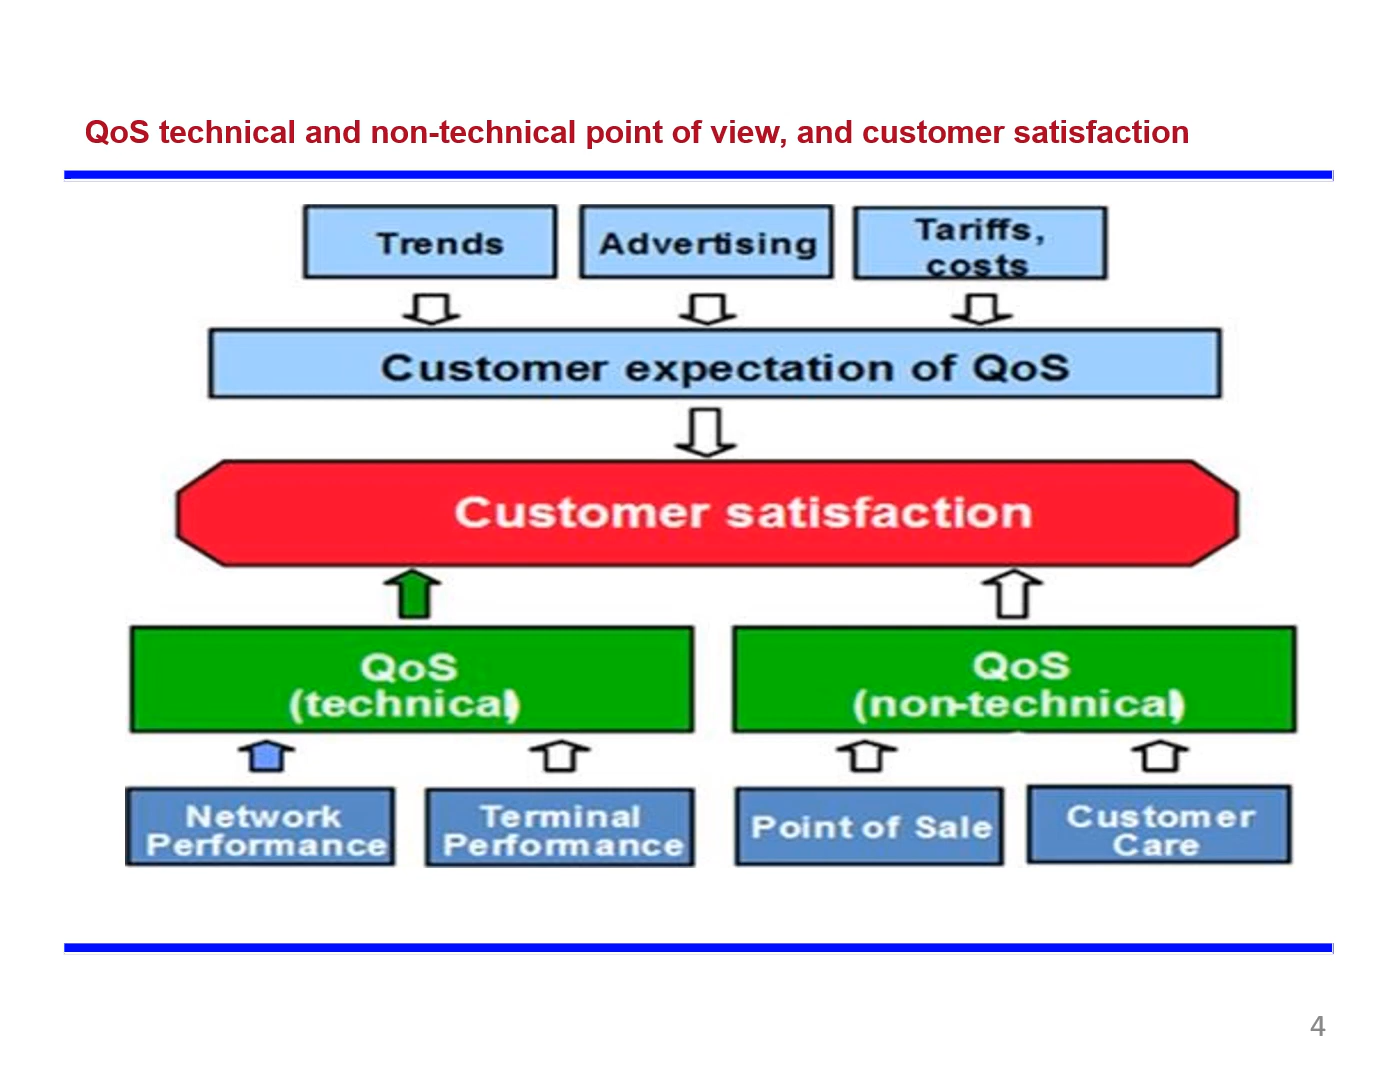 QoS technical and non-technical point of view, and customer satisfaction
Trends
Advertising
Tariffs,
costs
Customer expectation of QoS
Customer satisfaction
QoS
(technical)
QoS
(non-technical)
Network
Performance
Terminal
Performance
Point of Sale
Customer
Care
4